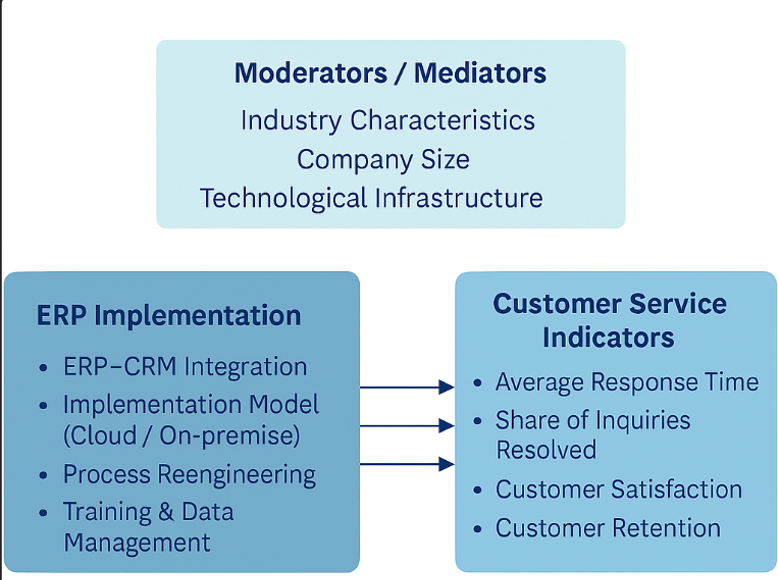 Moderators / Mediators
Industry Characteristics
Company Size
Technological Infrastructure
ERP Implementation
• ERP–CRM Integration
• Implementation Model
(Cloud / On-premise)
• Process Reengineering
• Training & Data
Management
Customer Service
Indicators
• Average Response Time
• Share of Inquiries
Resolved
• Customer Satisfaction
• Customer Retention